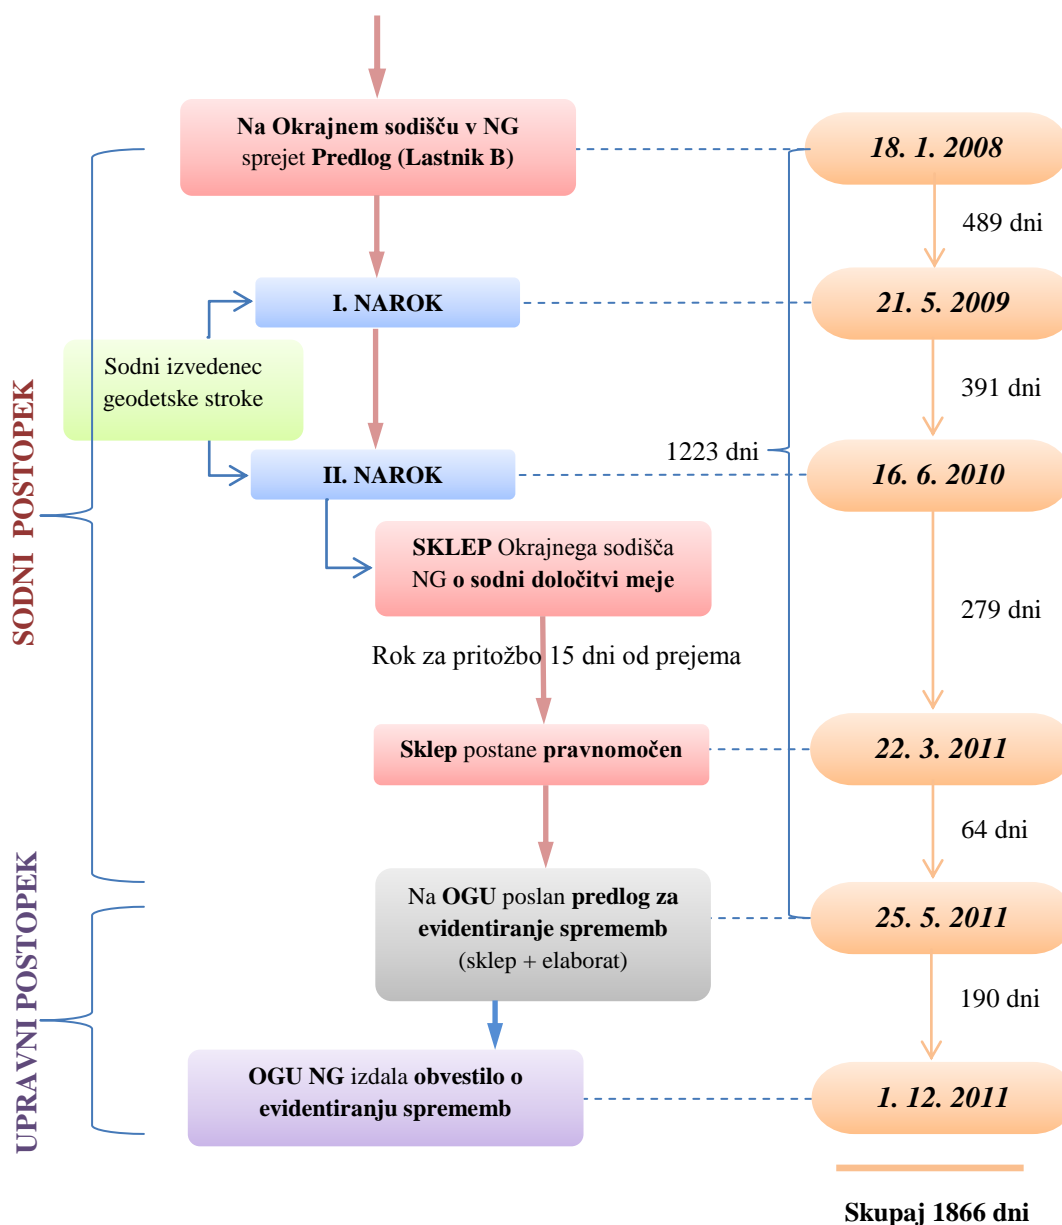 Na Okrajnem sodišču v NG
sprejet Predlog (Lastnik B)
18. 1. 2008
489 dni
I. NAROK
21. 5. 2009
Sodni izvedenec
geodetske stroke
391 dni
1223 dni
II. NAROK
16. 6. 2010
SODNI POSTOPEK
SKLEP Okrajnega sodišča
NG o sodni določitvi meje
279 dni
Rok za pritožbo 15 dni od prejema
Sklep postane pravnomočen
22. 3. 2011
64 dni
Na OGU poslan predlog za
evidentiranje sprememb
(sklep + elaborat)
25. 5. 2011
UPRAVNI POSTOPEK
190 dni
OGU NG izdala obvestilo o
evidentiranju sprememb
1. 12. 2011
Skupaj 1866 dni